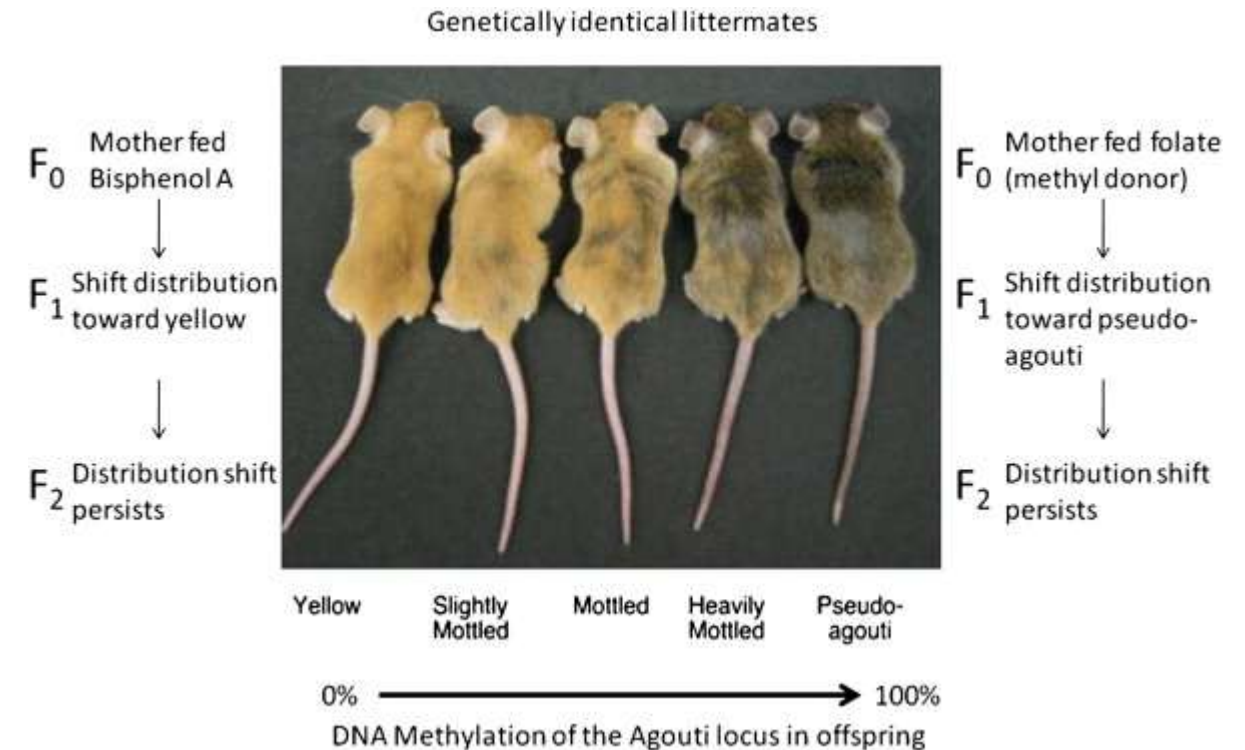 Genetically identical littermates
F0
Mother fed
Bisphenol A
F1
Shift distribution
toward yellow
F2
Distribution shift
persists
F0
Mother fed folate
(methyl donor)
F1
Shift distribution
toward pseudo-
agouti
F2
Distribution shift
persists
Yellow
Slightly
Mottled
Mottled
Heavily
Mottled
Pseudo-
agouti
0%
100%
DNA Methylation of the Agouti locus in offspring